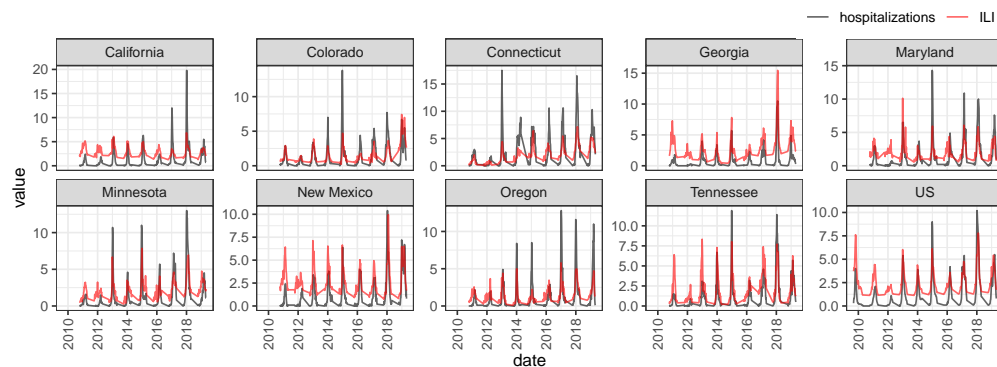 hospitalizations ILI
California Colorado Connecticut Georgia Maryland
20 15 10 5 0
10 5 0
15 10 5 0
15 10 5 0
15 10 5 0
value
Minnesota New Mexico Oregon Tennessee US
10 5 0
10.0 7.5 5.0 2.5 0.0
10 5 0
10.0 7.5 5.0 2.5 0.0
10.0 7.5 5.0 2.5 0.0
2010 2012 2014 2016 2018 2010 2012 2014 2016 2018 2010 2012 2014 2016 2018 2010 2012 2014 2016 2018 2010 2012 2014 2016 2018
date